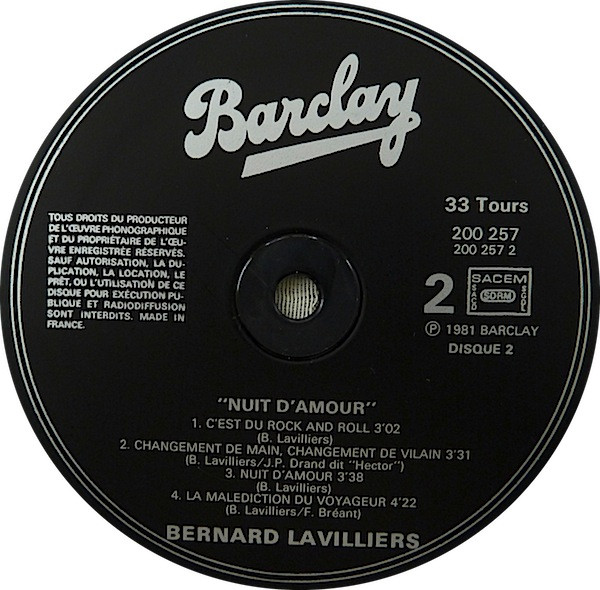 Barclay
33 Tours
200 257
200 257 2
2
SACEM
SACD
SDRM
SGDL
℗ 1981 BARCLAY
DISQUE 2
TOUS DROITS DU PRODUCTEUR
DE L'ŒUVRE PHONOGRAPHIQUE
ET DU PROPRIÉTAIRE DE L'ŒU-
VRE ENREGISTRÉE RÉSERVÉS.
SAUF AUTORISATION, LA DU-
PLICATION, LA LOCATION, LE
PRÊT, OU L'UTILISATION DE CE
DISQUE POUR EXÉCUTION PU-
BLIQUE ET RADIODIFFUSION
SONT INTERDITS. MADE IN
FRANCE.
"NUIT D'AMOUR"
1. C'EST DU ROCK AND ROLL 3'02
(B. Lavilliers)
2. CHANGEMENT DE MAIN, CHANGEMENT DE VILAIN 3'31
(B. Lavilliers/J.P. Drand dit "Hector")
3. NUIT D'AMOUR 3'38
(B. Lavilliers)
4. LA MALEDICTION DU VOYAGEUR 4'22
(B. Lavilliers/F. Bréant)
BERNARD LAVILLIERS